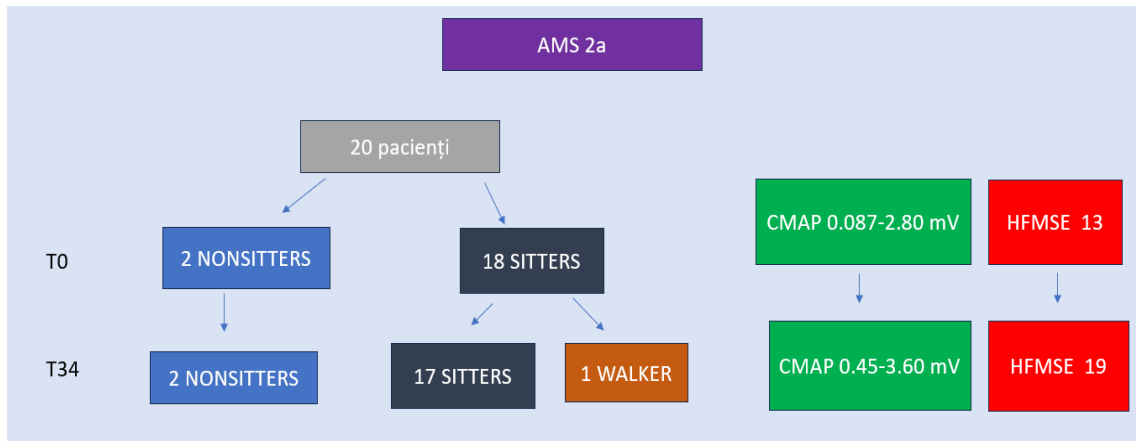 AMS 2a
20 pacienți
T0
2 NONSITTERS
18 SITTERS
CMAP 0.087-2.80 mV
HFMSE 13
T34
2 NONSITTERS
17 SITTERS
1 WALKER
CMAP 0.45-3.60 mV
HFMSE 19